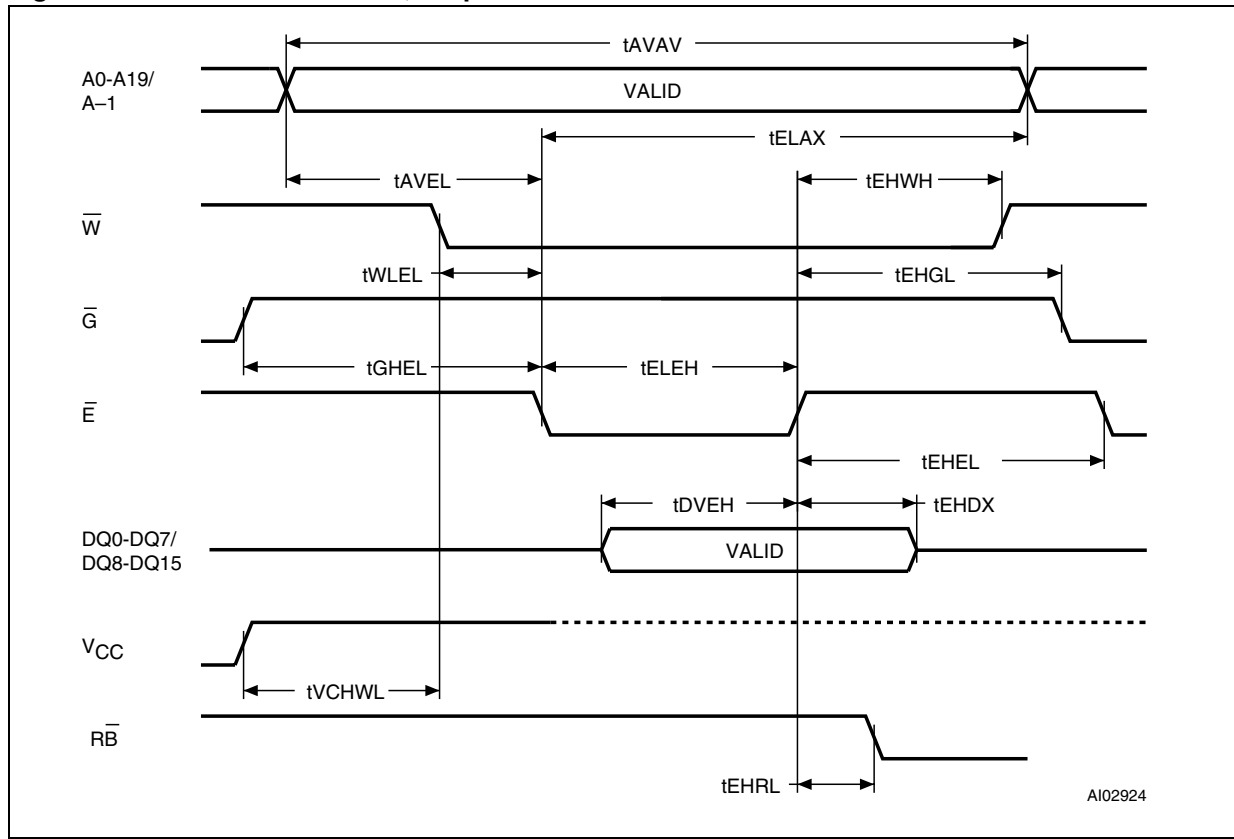 tAVAV
A0-A19/
A–1
VALID
tELAX
tAVEL
tEHWH
W̅
tWLEL
tEHGL
G̅
tGHEL
tELEH
E̅
tEHEL
tDVEH
tEHDX
DQ0-DQ7/
DQ8-DQ15
VALID
VCC
tVCHWL
RB̅
tEHRL
AI02924